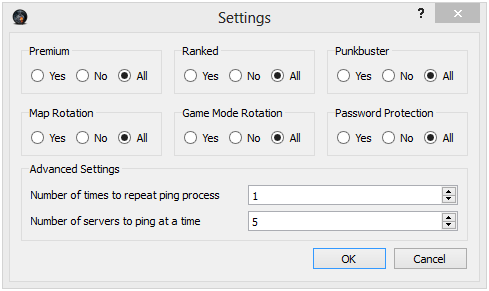 Settings ?
Premium Ranked Punkbuster
Yes No All Yes No All Yes No All
Map Rotation Game Mode Rotation Password Protection
Yes No All Yes No All Yes No All
Advanced Settings
Number of times to repeat ping process 1
Number of servers to ping at a time 5
OK Cancel